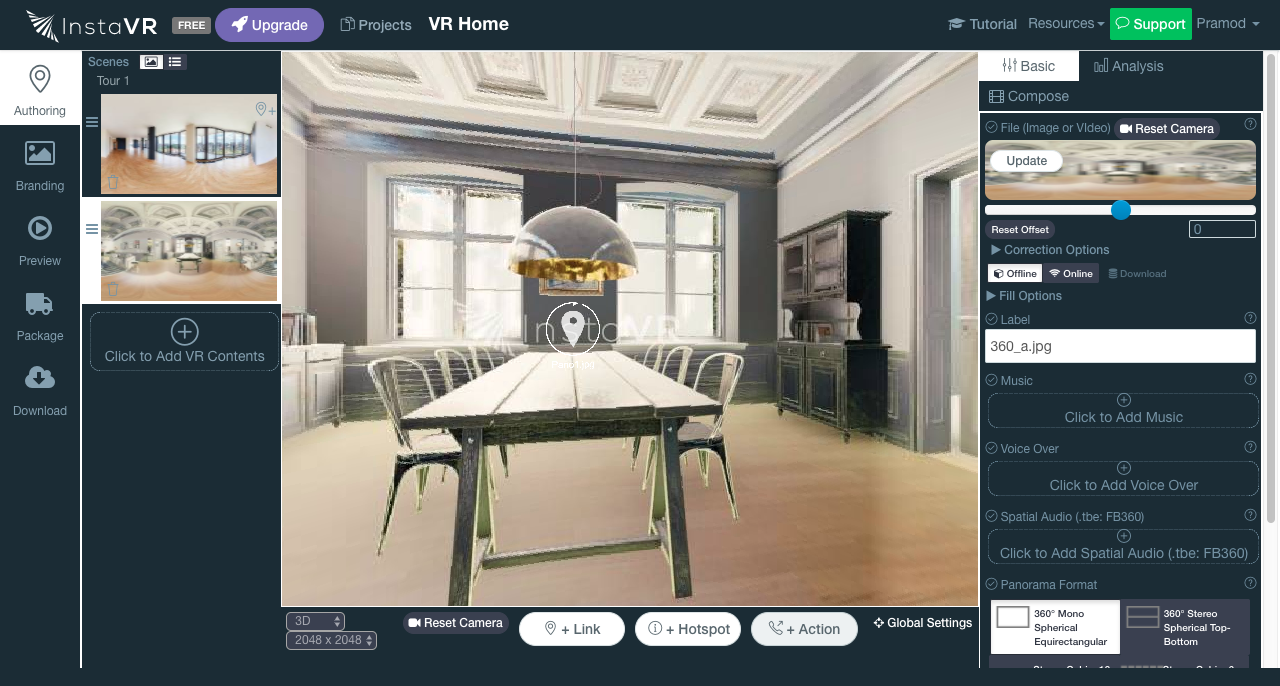 InstaVR
FREE
Upgrade
Projects
VR Home
Tutorial
Resources
Support
Pramod
Authoring
Branding
Preview
Package
Download
Scenes
Tour 1
+
Click to Add VR Contents
InstaVR
3D
2048 x 2048
Reset Camera
+ Link
+ Hotspot
+ Action
Global Settings
Basic
Analysis
Compose
File (Image or VIdeo)
Reset Camera
Update
Reset Offset
0
Correction Options
Offline
Online
Download
Fill Options
Label
360_a.jpg
Music
Click to Add Music
Voice Over
Click to Add Voice Over
Spatial Audio (.tbe: FB360)
Click to Add Spatial Audio (.tbe: FB360)
Panorama Format
360° Mono
Spherical
Equirectangular
360° Stereo
Spherical Top-
Bottom